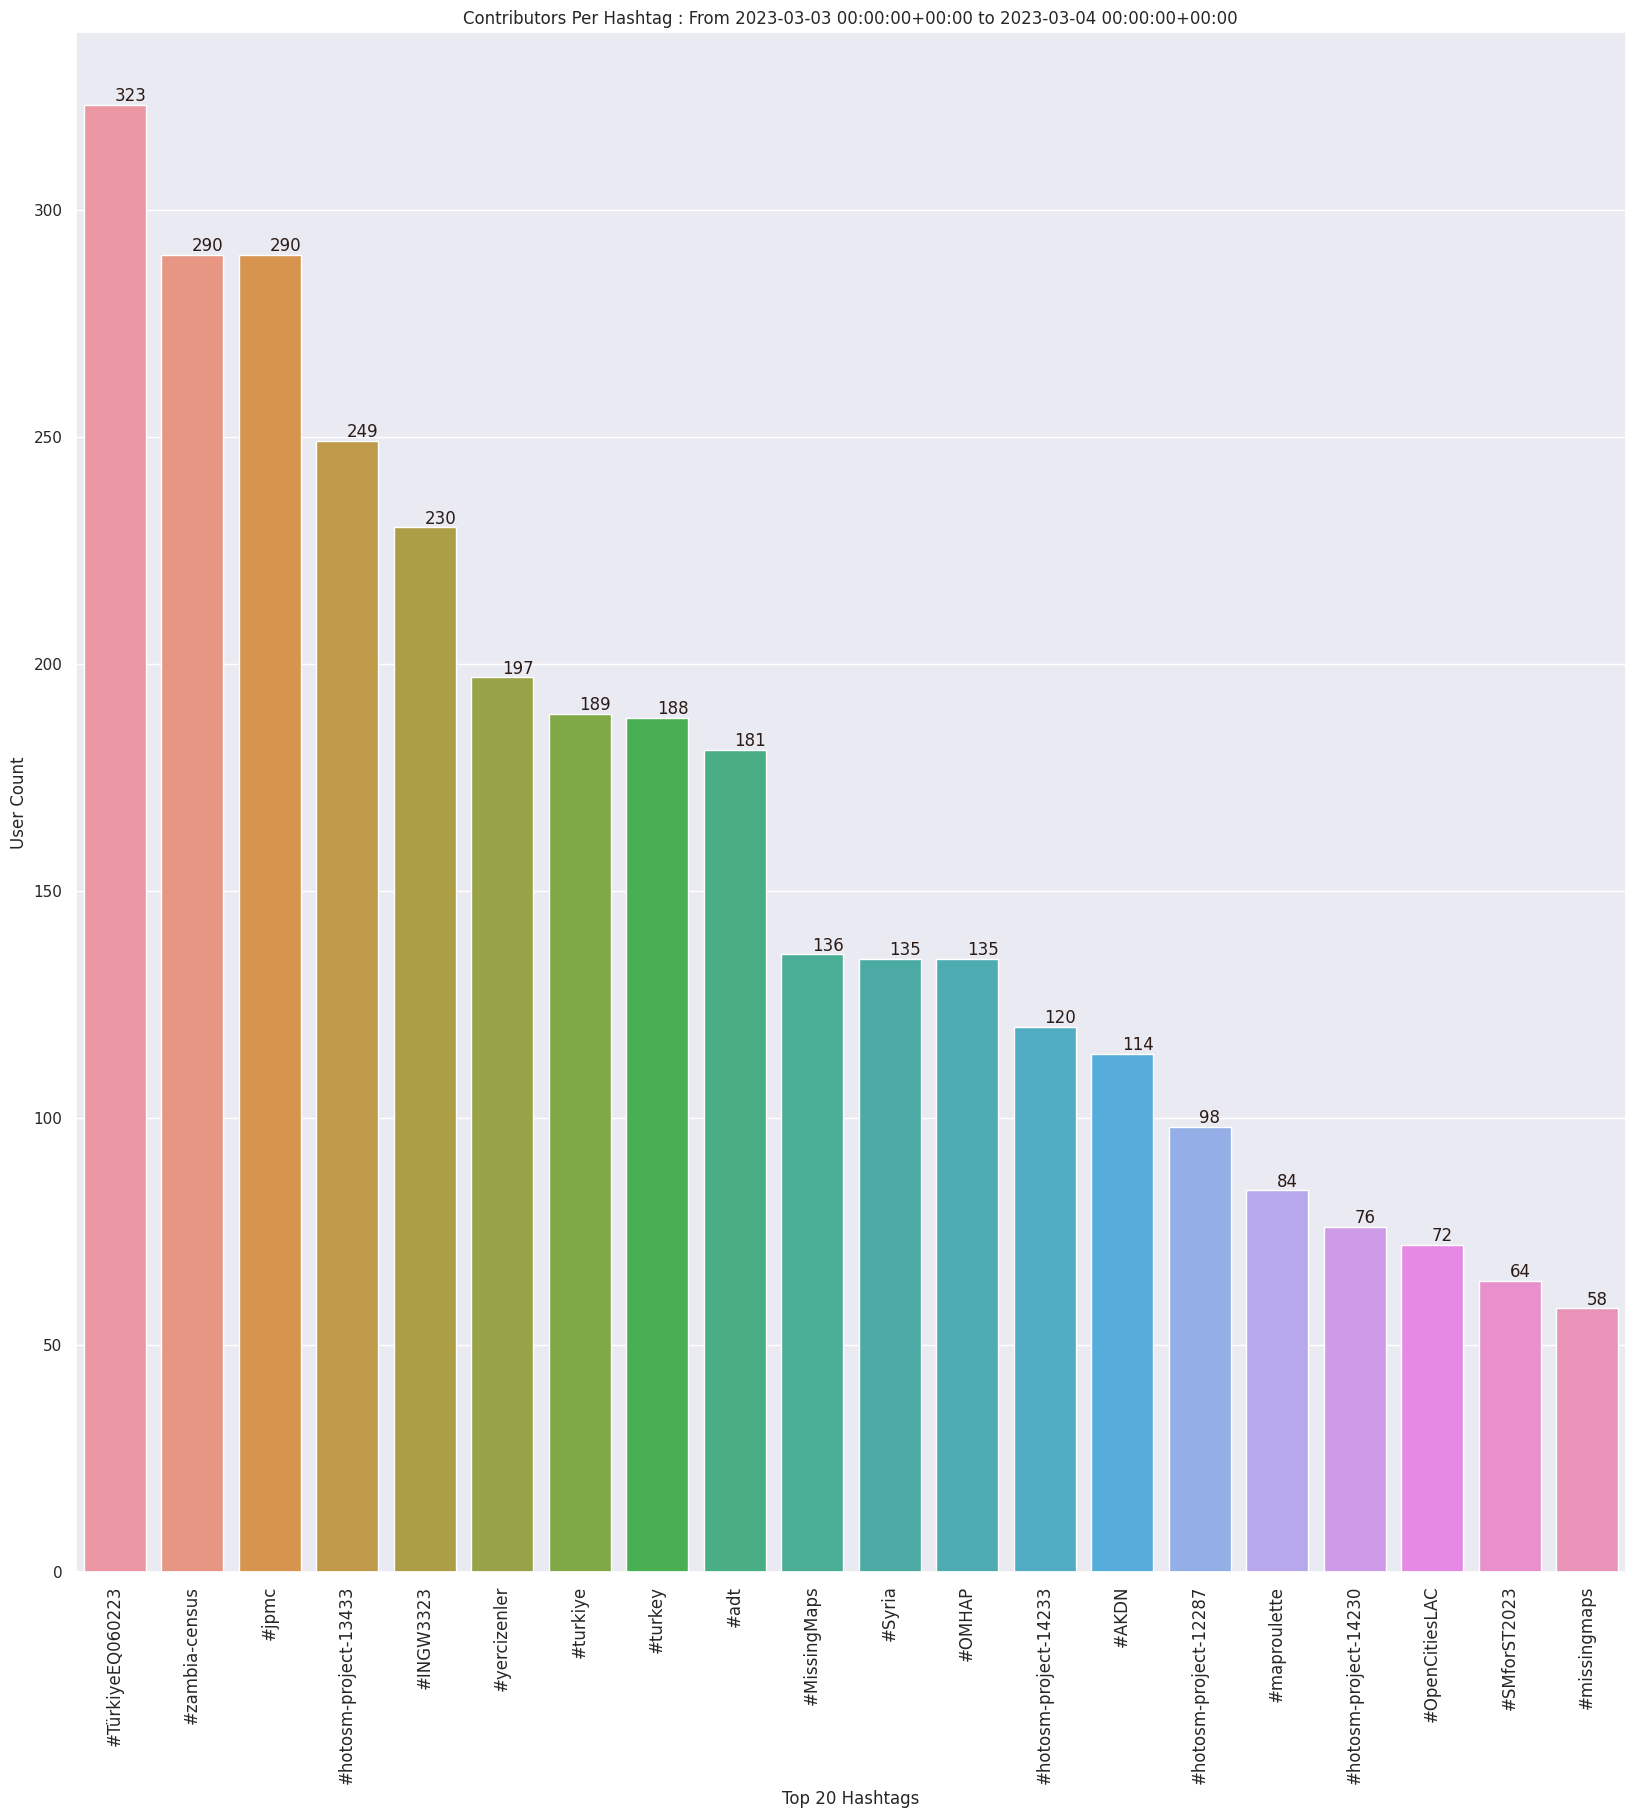 Contributors Per Hashtag : From 2023-03-03 00:00:00+00:00 to 2023-03-04 00:00:00+00:00
323
290
290
249
230
197
189
188
181
136
135
135
120
114
98
84
76
72
64
58
300
250
200
150
100
50
0
User Count
#TürkiyeEQ060223
#zambia-census
#jpmc
#hotosm-project-13433
#INGW3323
#yercizenler
#turkiye
#turkey
#adt
#MissingMaps
#Syria
#OMHAP
#hotosm-project-14233
#AKDN
#hotosm-project-12287
#maproulette
#hotosm-project-14230
#OpenCitiesLAC
#SMforST2023
#missingmaps
Top 20 Hashtags